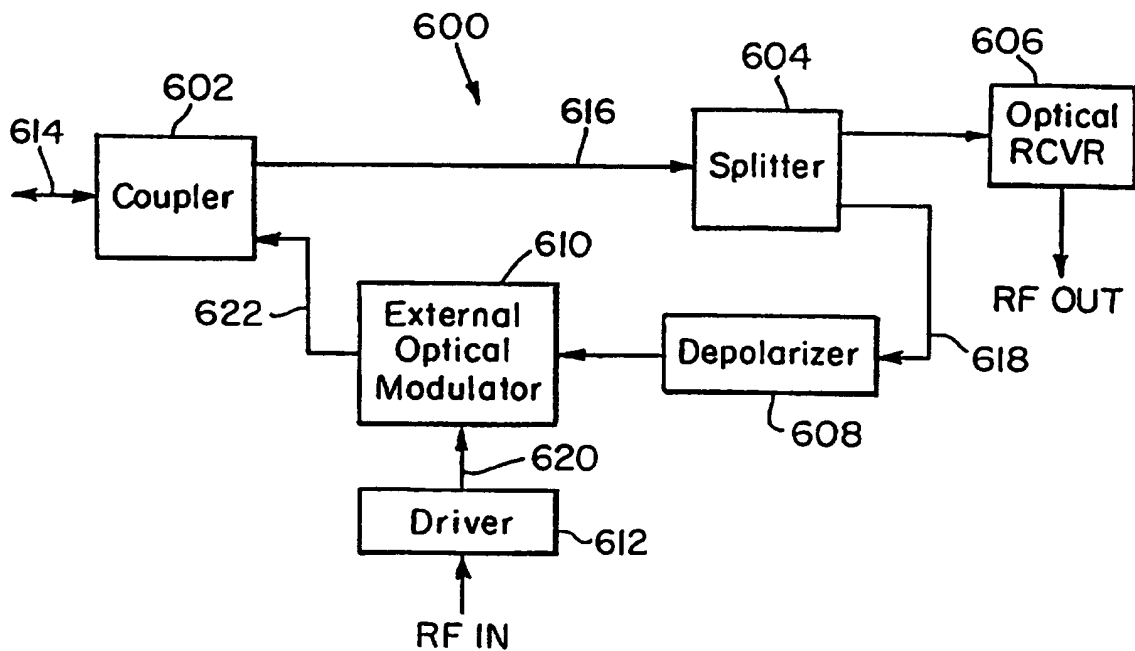 600
602
604
606
614
616
Optical
RCVR
Splitter
Coupler
610
622
External
Optical
Modulator
RF OUT
Depolarizer
618
608
620
Driver
612
RF IN